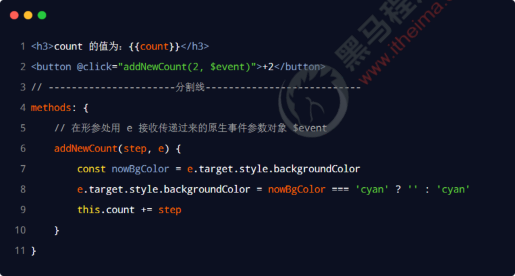 1 <h3>count 的值为：{{count}}</h3>
2 <button @click="addNewCount(2, $event)">+2</button>
3 // ----------------------分割线---------------------------
4 methods: {
5 // 在形参处用 e 接收传递过来的原生事件参数对象 $event
6 addNewCount(step, e) {
7 const nowBgColor = e.target.style.backgroundColor
8 e.target.style.backgroundColor = nowBgColor === 'cyan' ? '' : 'cyan'
9 this.count += step
10 }
11 }
黑马程
www.itheima.c